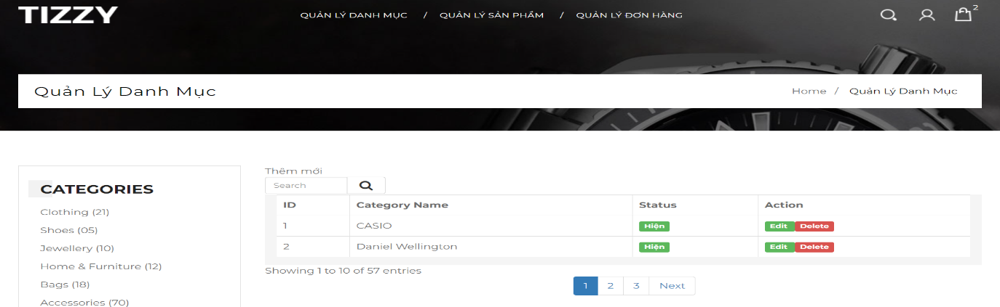 TIZZY
QUẢN LÝ DANH MỤC / QUẢN LÝ SẢN PHẨM / QUẢN LÝ ĐƠN HÀNG
2
Quản Lý Danh Mục
Home / Quản Lý Danh Mục
CATEGORIES
Clothing (21)
Shoes (05)
Jewellery (10)
Home & Furniture (12)
Bags (18)
Accessories (70)
Thêm mới
Search
ID Category Name Status Action
1 CASIO Hiện Edit Delete
2 Daniel Wellington Hiện Edit Delete
Showing 1 to 10 of 57 entries
1 2 3 Next